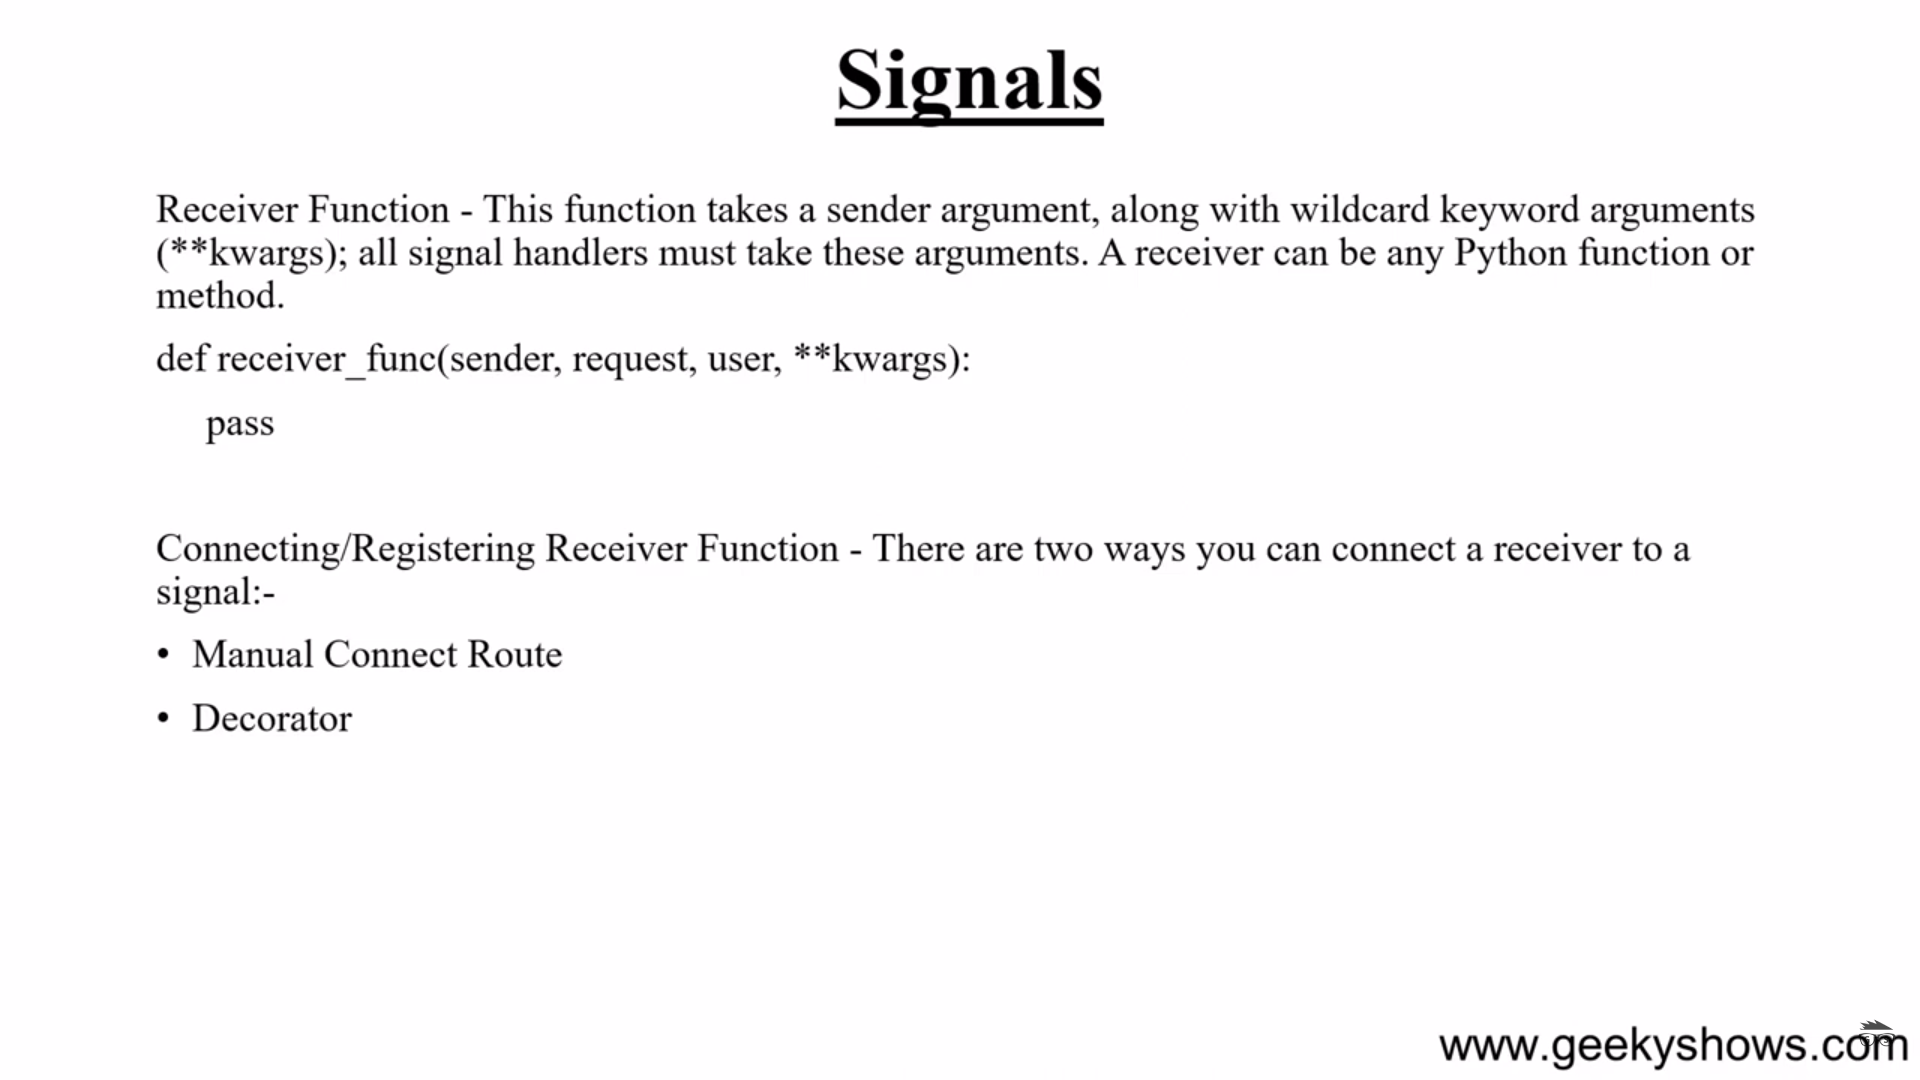 Signals
Receiver Function - This function takes a sender argument, along with wildcard keyword arguments
(**kwargs); all signal handlers must take these arguments. A receiver can be any Python function or
method.
def receiver_func(sender, request, user, **kwargs):
pass
Connecting/Registering Receiver Function - There are two ways you can connect a receiver to a
signal:-
• Manual Connect Route
• Decorator
www.geekyshows.com